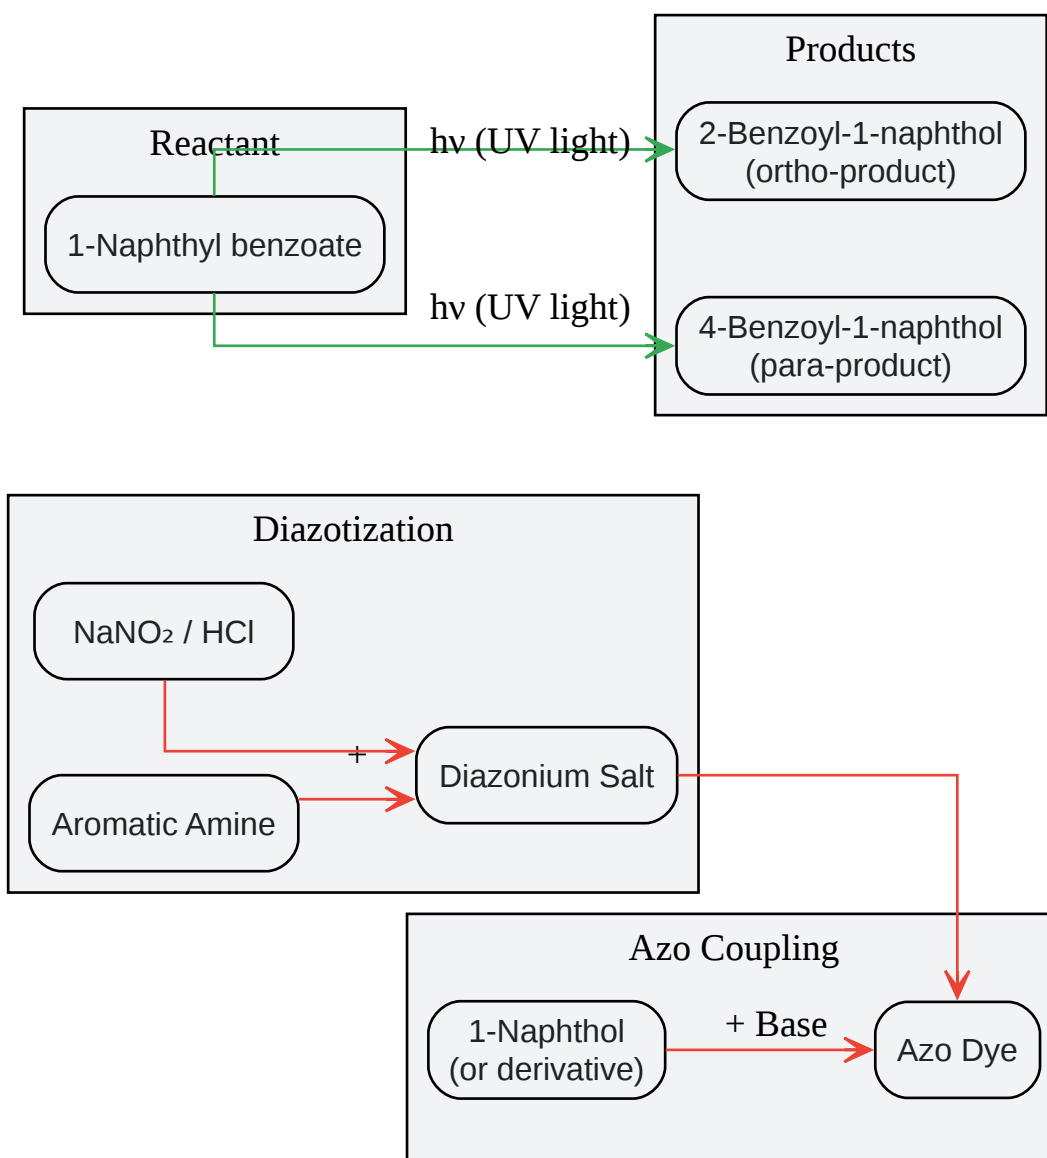 Products
Reactant
hν (UV light)
2-Benzoyl-1-naphthol
(ortho-product)
1-Naphthyl benzoate
hν (UV light)
4-Benzoyl-1-naphthol
(para-product)
Diazotization
NaNO₂ / HCl
+
Diazonium Salt
Aromatic Amine
Azo Coupling
1-Naphthol
(or derivative)
+ Base
Azo Dye